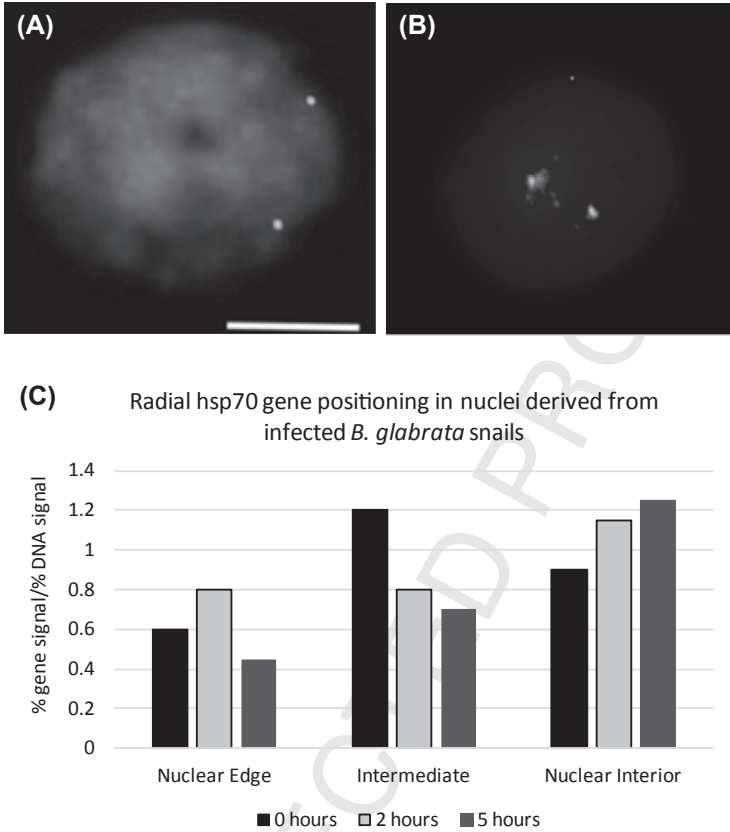 (A)
(B)
(C)
Radial hsp70 gene positioning in nuclei derived from
infected B. glabrata snails
% gene signal/% DNA signal
1.4
1.2
1
0.8
0.6
0.4
0.2
0
Nuclear Edge
Intermediate
Nuclear Interior
0 hours
2 hours
5 hours